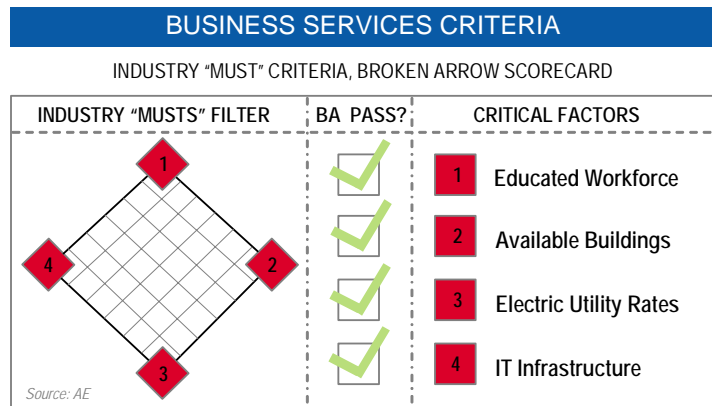 BUSINESS SERVICES CRITERIA
INDUSTRY “MUST” CRITERIA, BROKEN ARROW SCORECARD
INDUSTRY “MUSTS” FILTER
BA PASS?
CRITICAL FACTORS
1
4
2
3
1 Educated Workforce
2 Available Buildings
3 Electric Utility Rates
4 IT Infrastructure
Source: AE